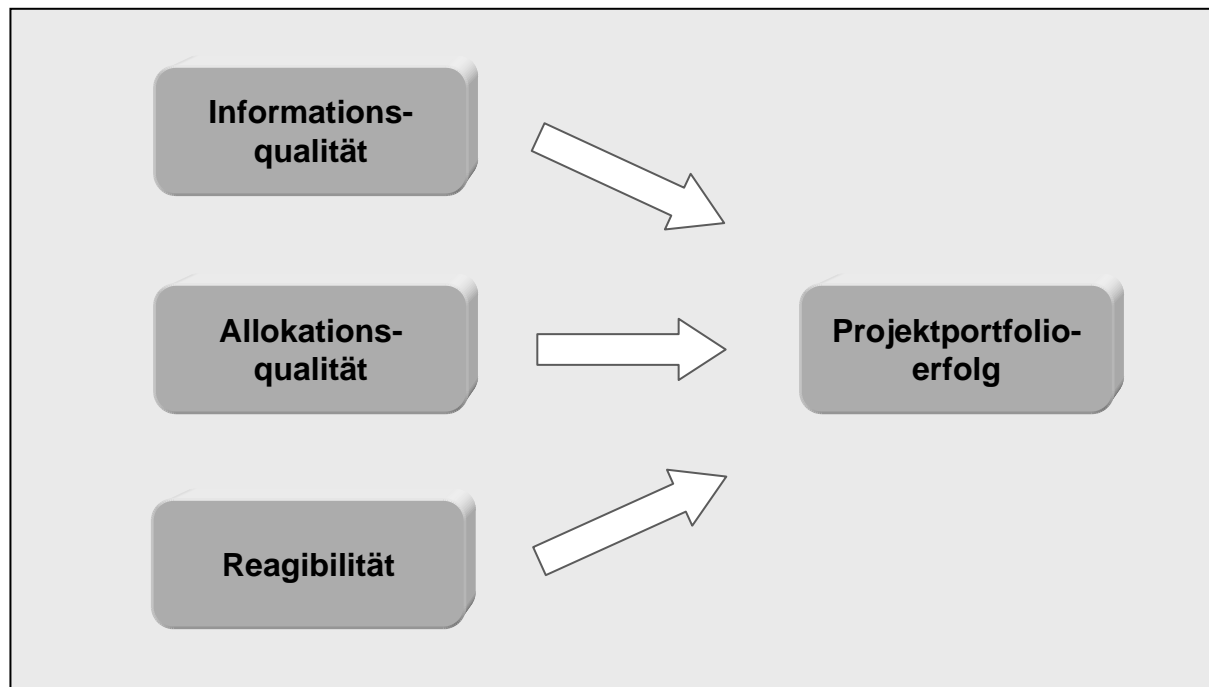 Informations-
qualität
Allokations-
qualität
Projektportfolio-
erfolg
Reagibilität